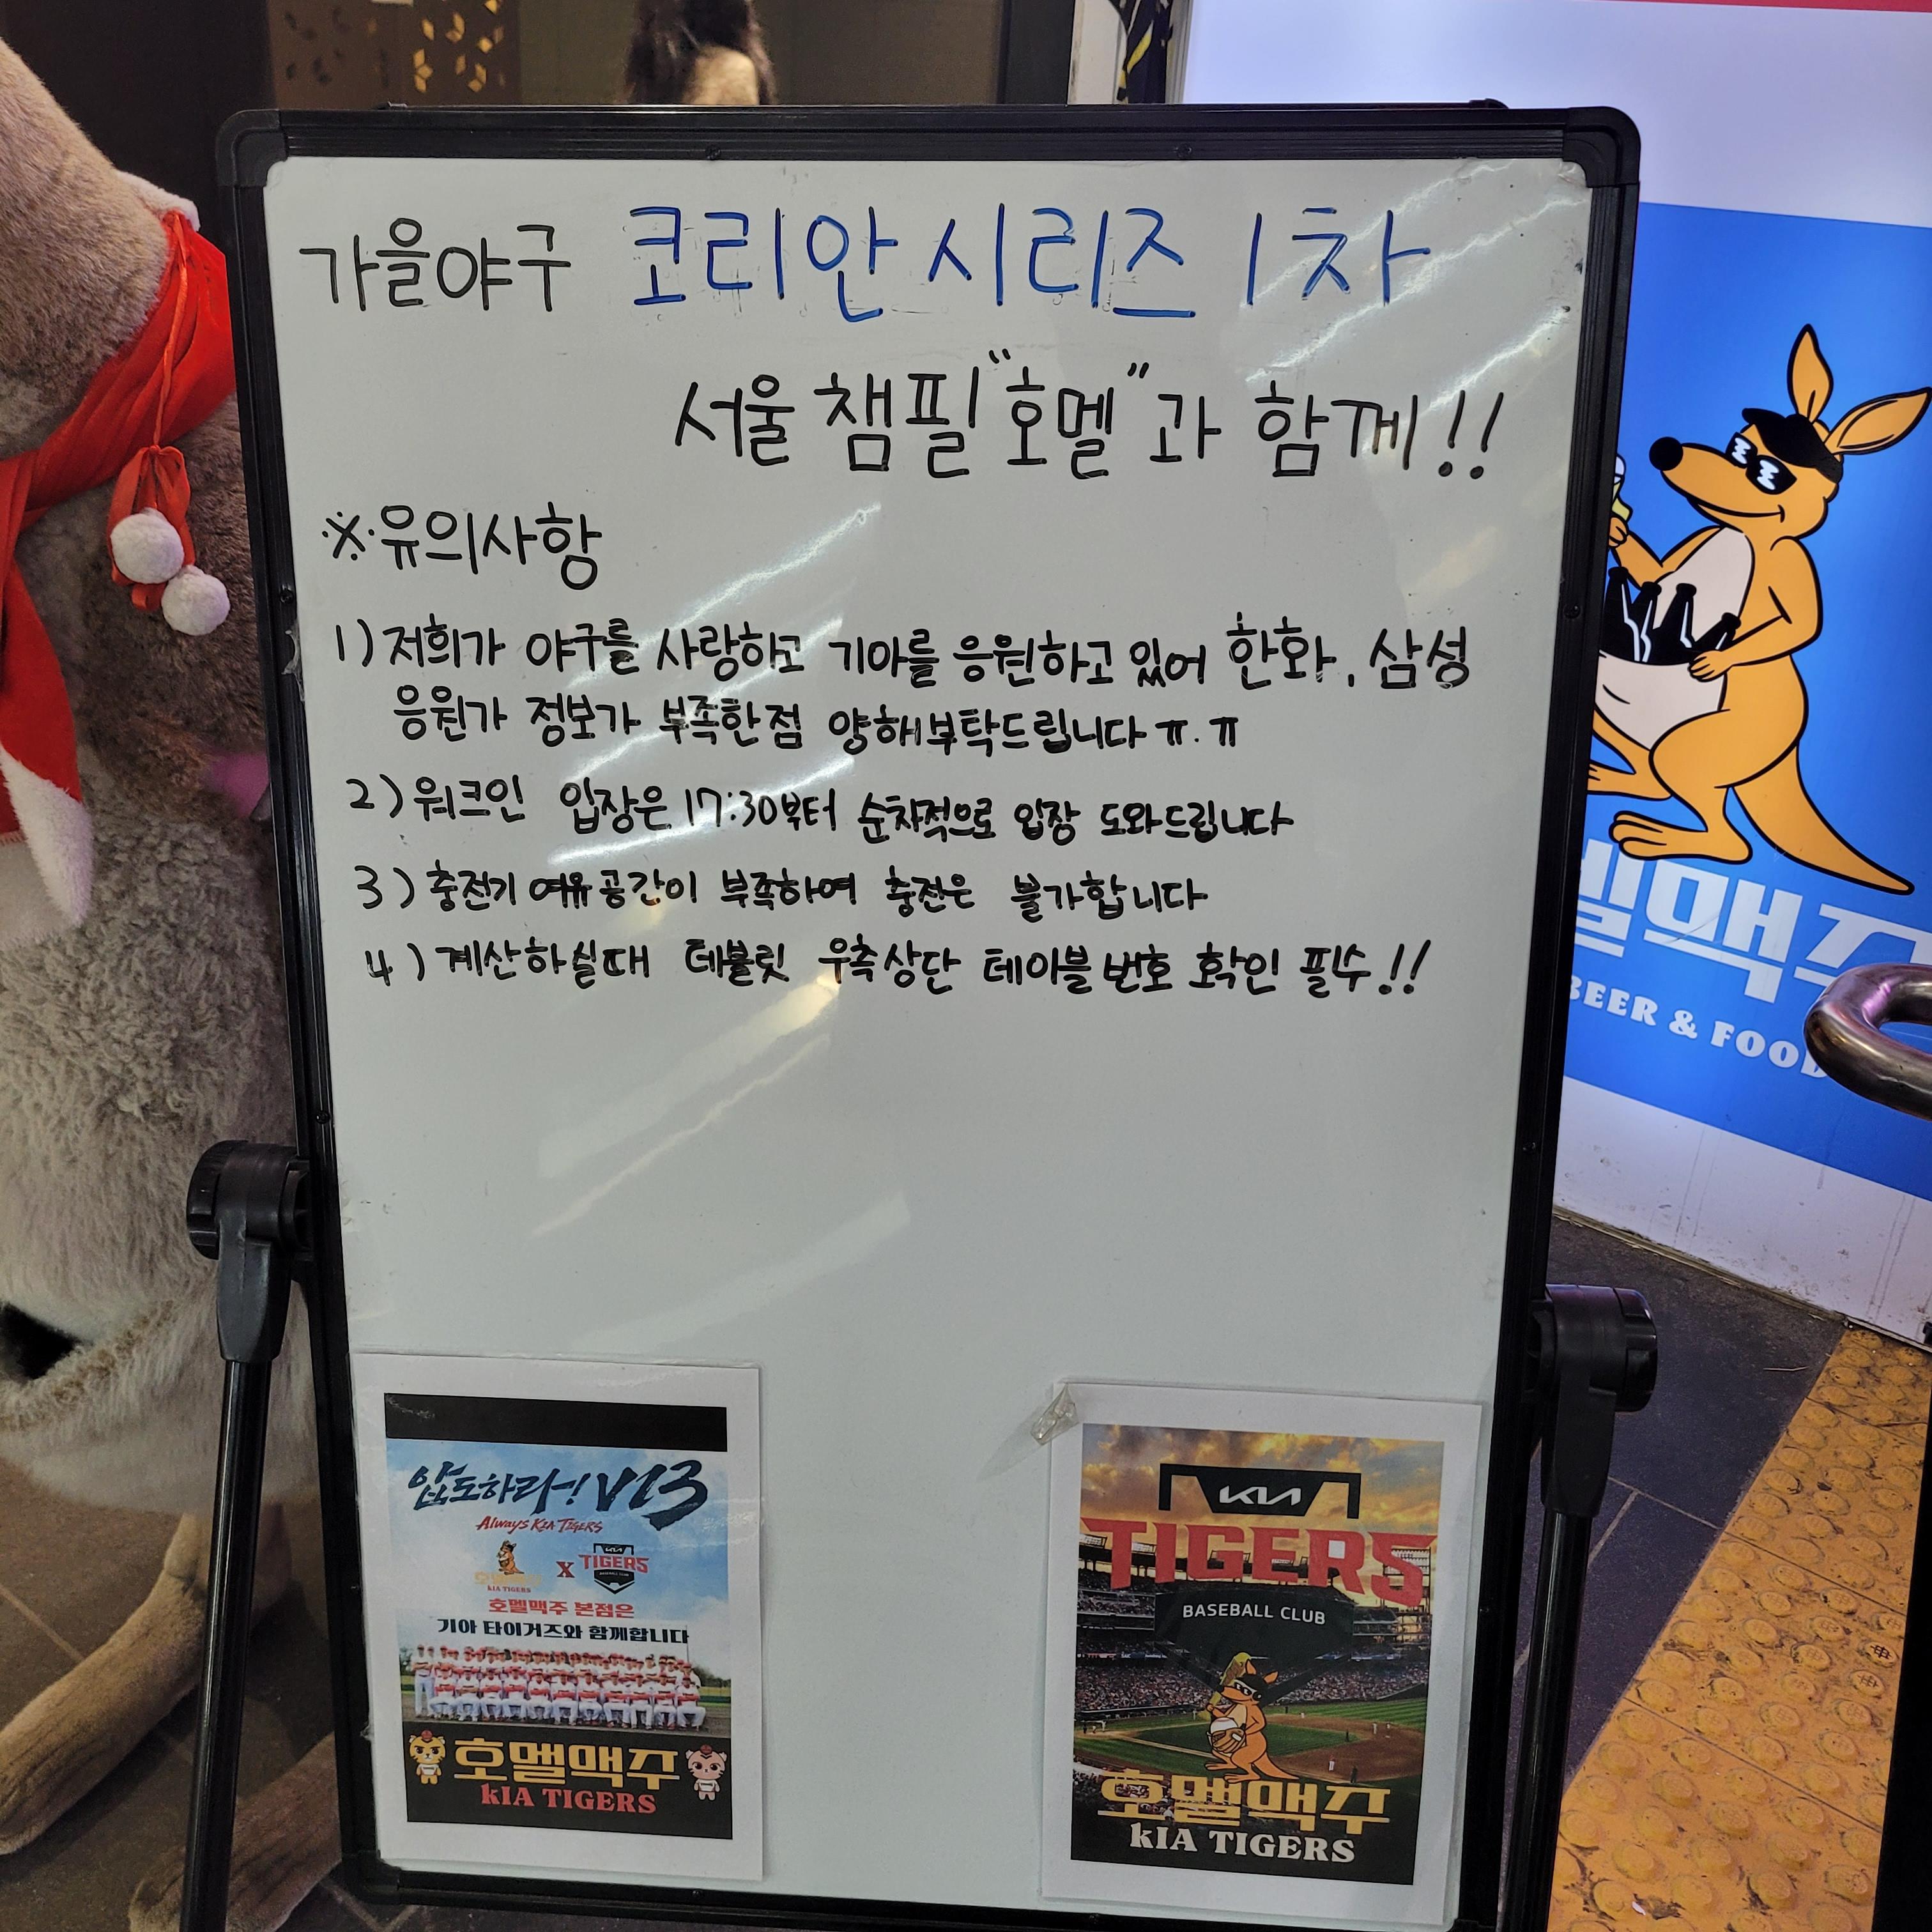 가을야구 코리안시리즈 1차
서울 챔필 "호멜"과 함께!!
※유의사항
1) 저희가 야구를 사랑하고 기아를 응원하고 있어 한화, 삼성
응원가 정보가 부족한점 양해부탁드립니다 ㅠ.ㅠ
2) 워크인 입장은 17:30부터 순차적으로 입장 도와드립니다
3) 충전기 여유공간이 부족하여 충전은 불가합니다
4) 계산하실때 테블릿 우측상단 테이블 번호 확인 필수!!
멜맥주
BEER & FOOD
압도하라! V13
Always KIA TIGERS
KIA TIGERS
X
KIA
TIGERS
BASEBALL CLUB
호멜맥주 본점은
기아 타이거즈와 함께합니다
호멜맥주
KIA TIGERS
KIA
TIGERS
BASEBALL CLUB
호멜맥주
KIA TIGERS